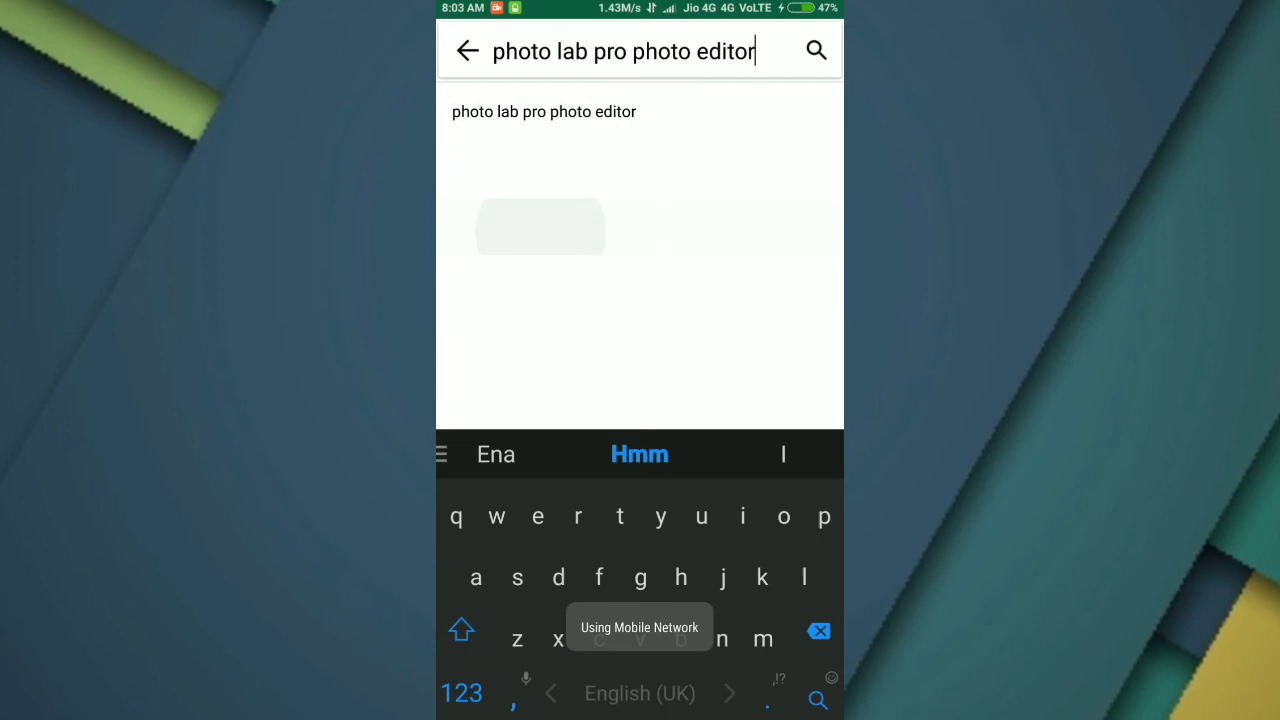 8:03 AM 1.43M/s Jio 4G 4G VoLTE 47%
photo lab pro photo editor
photo lab pro photo editor
Ena Hmm I
q w e r t y u i o p
a s d f g h j k l
z x c v b n m
Using Mobile Network
123 , English (UK) ,!? .